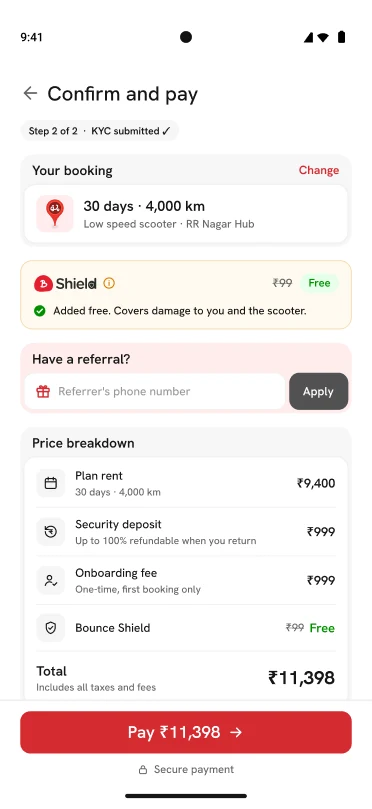 9:41
Confirm and pay
Step 2 of 2 · KYC submitted ✓
Your booking
Change
30 days · 4,000 km
Low speed scooter · RR Nagar Hub
Shield
₹99 Free
Added free. Covers damage to you and the scooter.
Have a referral?
Referrer's phone number
Apply
Price breakdown
Plan rent
₹9,400
30 days · 4,000 km
Security deposit
₹999
Up to 100% refundable when you return
Onboarding fee
₹999
One-time, first booking only
Bounce Shield
₹99 Free
Total
₹11,398
Includes all taxes and fees
Pay ₹11,398 →
Secure payment